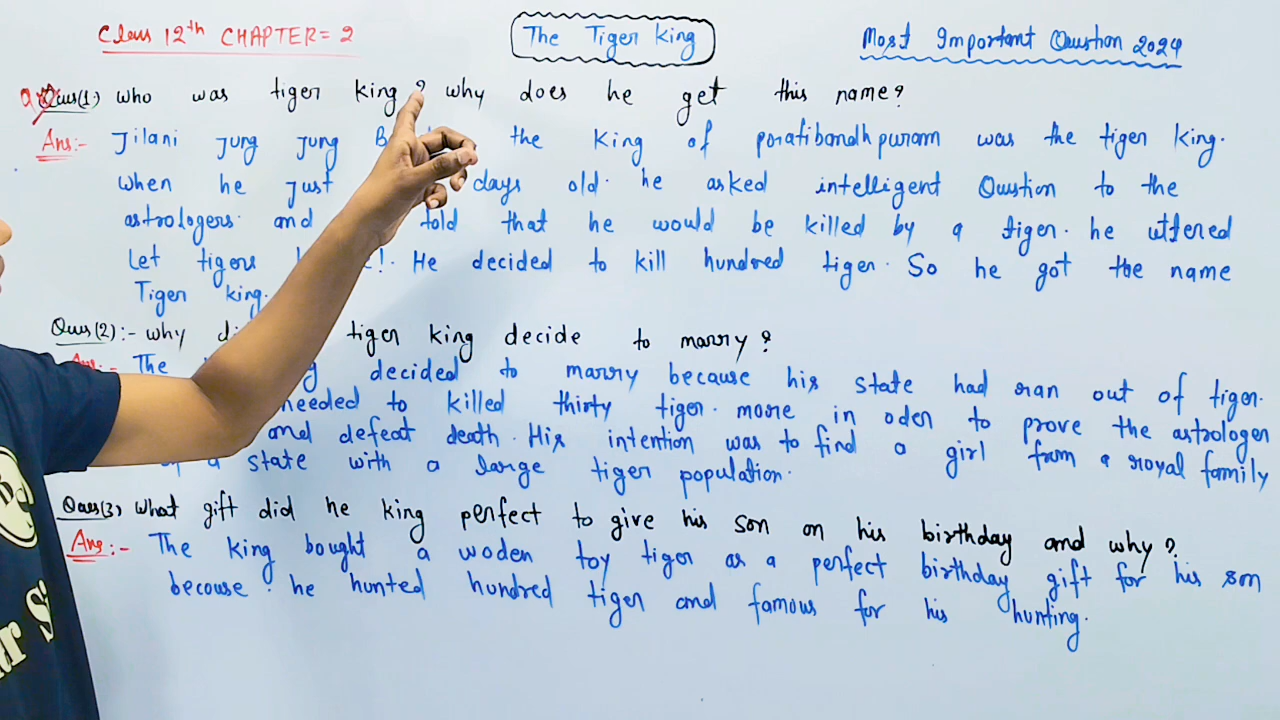 Class 12th CHAPTER = 2
The Tiger King
Most Important Qustion 2024
Qus(1) who was tiger king ? why does he get this name?
Ans:- Jilani Jung Jung the King of poratibandhpuram was the tiger king.
when he Just days old. he asked intelligent Qustion to the
astrologers. and told that he would be killed by a tiger. he uttered
Let tigers ! He decided to kill hundred tiger. So he got the name
Tiger king.
Qus(2):- why tiger king decide to marry?
Ans:- The decided to marry because his state had ran out of tiger.
needed to killed thirty tiger. more in oder to prove the astrologer
and defeat death. His intention was to find a girl from a royal family
a state with a large tiger population.
Ques(3) what gift did he king perfect to give his son on his birthday and why?
Ans:- The king bought a woden toy tiger as a perfect birthday gift for his son
becouse. he hunted hundred tiger and famous for his hunting.